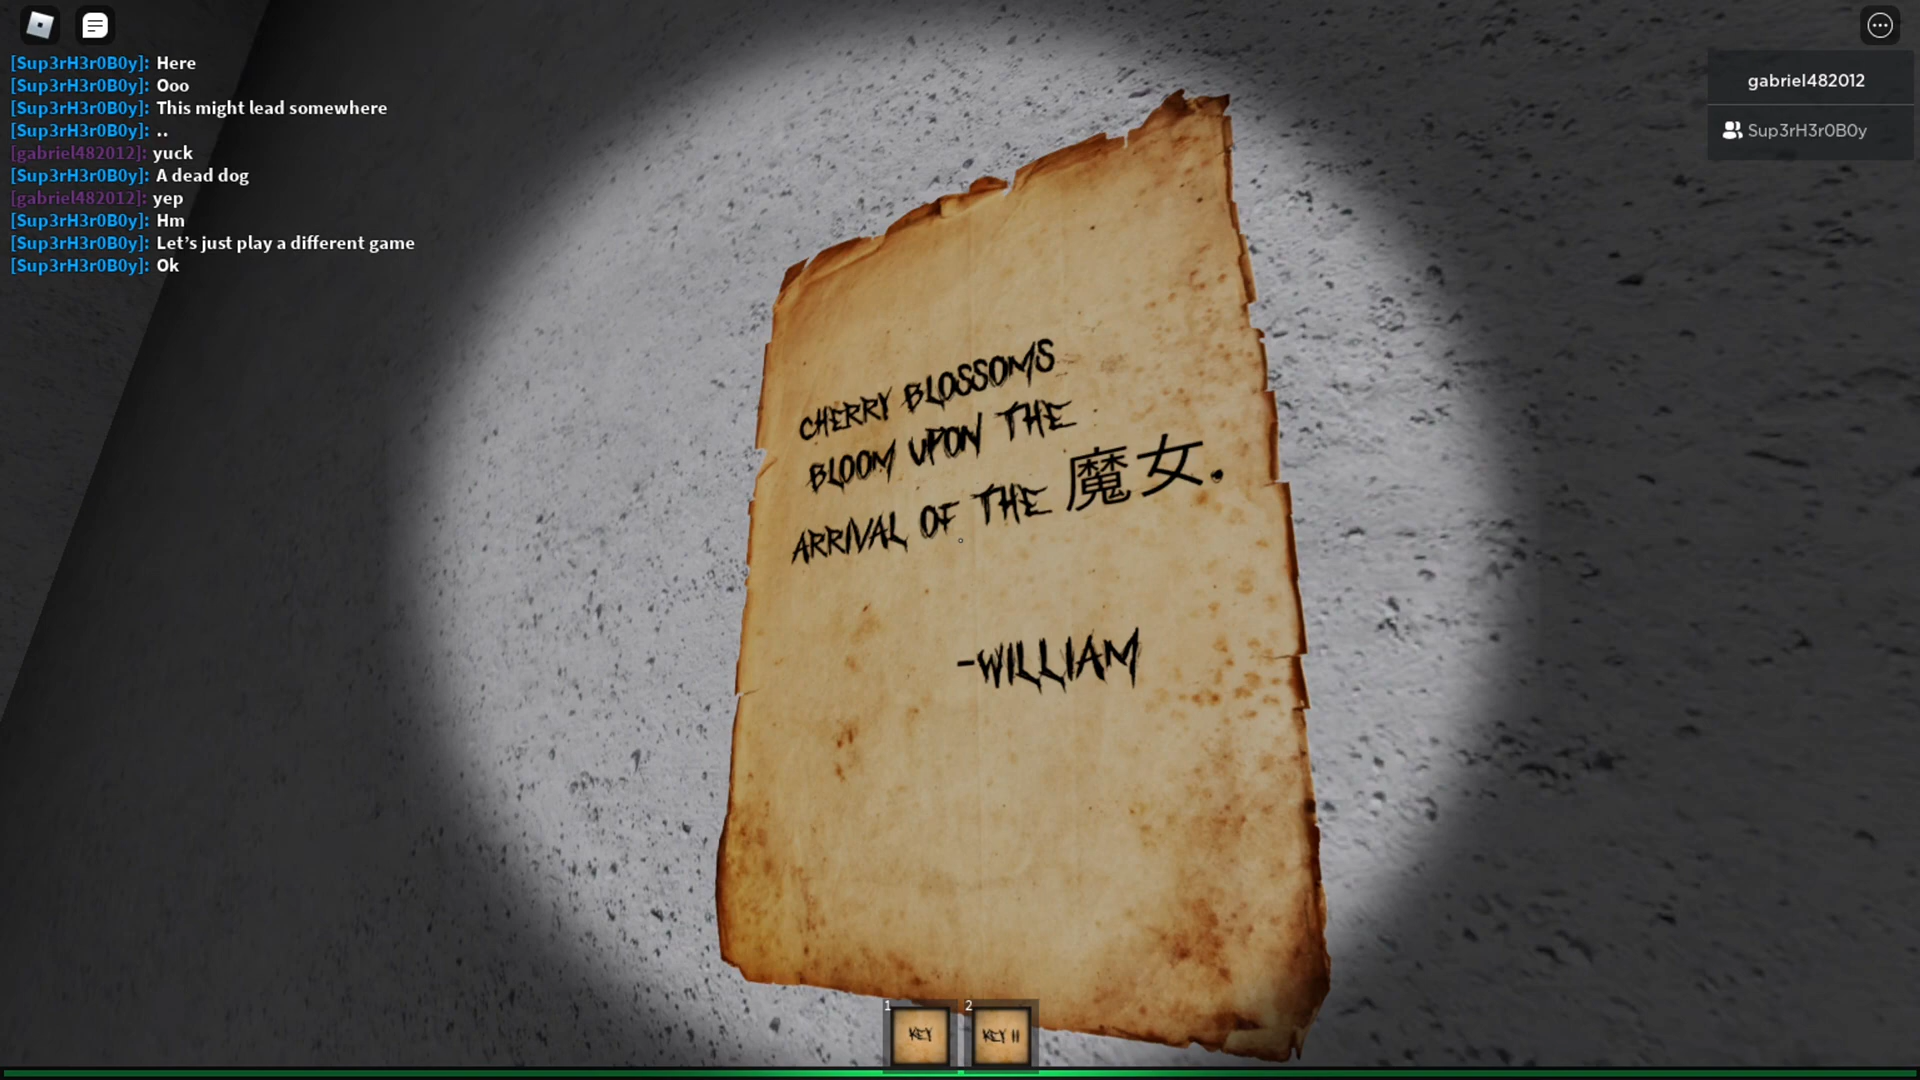 [Sup3rH3r0B0y]: Here
[Sup3rH3r0B0y]: Ooo
[Sup3rH3r0B0y]: This might lead somewhere
[Sup3rH3r0B0y]: ..
[gabriel482012]: yuck
[Sup3rH3r0B0y]: A dead dog
[gabriel482012]: yep
[Sup3rH3r0B0y]: Hm
[Sup3rH3r0B0y]: Let’s just play a different game
[Sup3rH3r0B0y]: Ok
gabriel482012
Sup3rH3r0B0y
CHERRY BLOSSOMS
BLOOM UPON THE
ARRIVAL OF THE 魔女.
-WILLIAM
1
KEY
2
KEY II